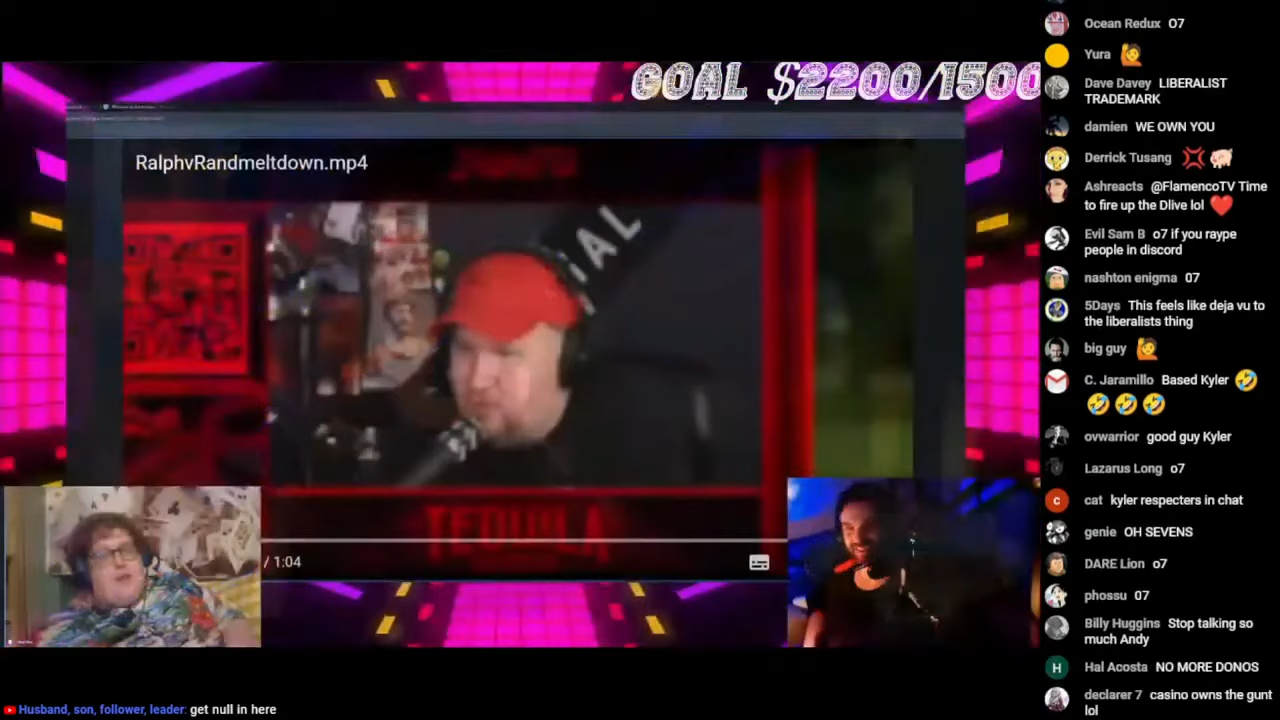 GOAL $2200/1500
RalphvRandmeltdown.mp4
IAL
TEQUILA
/ 1:04
Husband, son, follower, leader: get null in here
Ocean Redux O7
Yura
Dave Davey LIBERALIST
TRADEMARK
damien WE OWN YOU
Derrick Tusang
Ashreacts @FlamencoTV Time
to fire up the Dlive lol
Evil Sam B o7 if you raype
people in discord
nashton enigma 07
5Days This feels like deja vu to
the liberalists thing
big guy
C. Jaramillo Based Kyler
ovwarrior good guy Kyler
Lazarus Long o7
c
cat kyler respecters in chat
genie OH SEVENS
DARE Lion o7
phossu 07
Billy Huggins Stop talking so
much Andy
H
Hal Acosta NO MORE DONOS
declarer 7 casino owns the gunt
lol